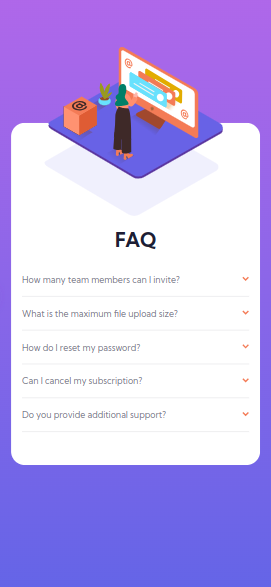 @
@
@
FAQ
How many team members can I invite?
What is the maximum file upload size?
How do I reset my password?
Can I cancel my subscription?
Do you provide additional support?